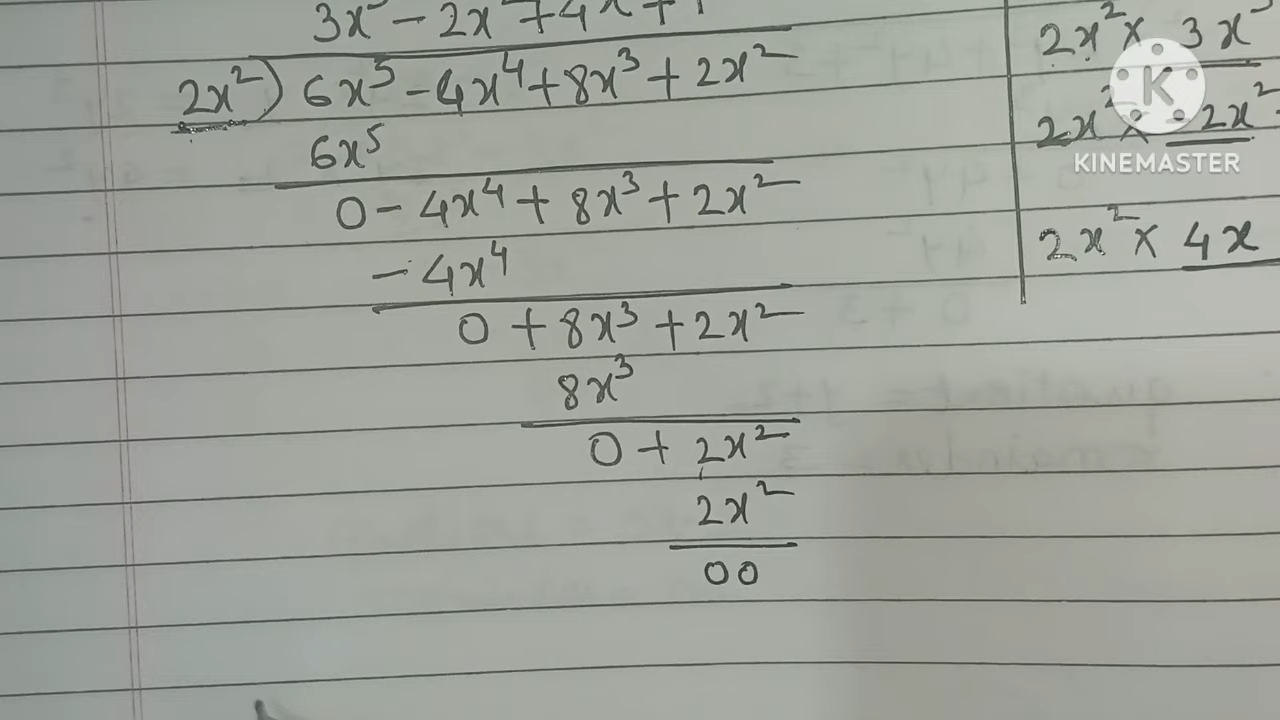 3x³ - 2x² + 4x + 1
2x² ) 6x⁵ - 4x⁴ + 8x³ + 2x²
6x⁵
0 - 4x⁴ + 8x³ + 2x²
- 4x⁴
0 + 8x³ + 2x²
8x³
0 + 2x²
2x²
00
2x² × 3x³
2x² × -2x²
KINEMASTER
2x² × 4x